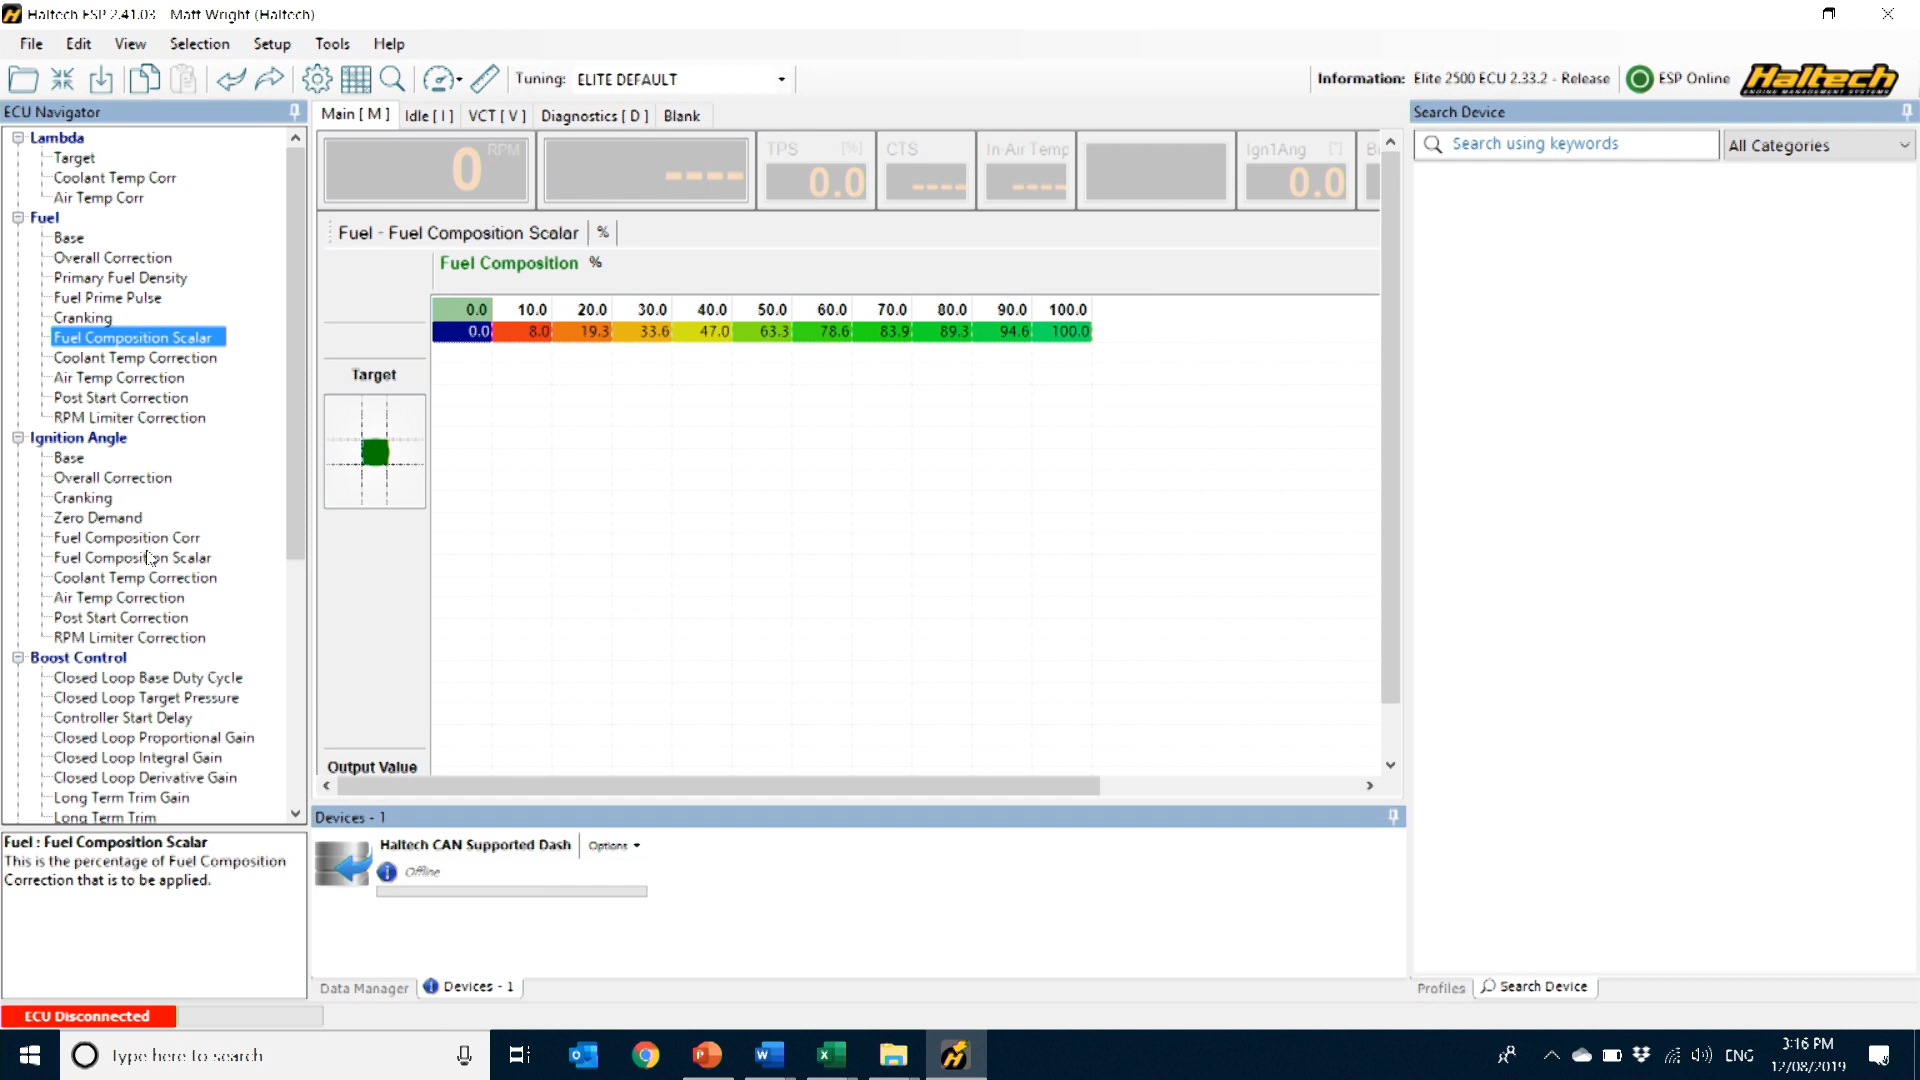 Haltech ESP 2.41.03 - Matt Wright (Haltech)
File Edit View Selection Setup Tools Help
Tuning: ELITE DEFAULT
Information: Elite 2500 ECU 2.33.2 - Release
ESP Online
Haltech
ENGINE MANAGEMENT SYSTEMS
ECU Navigator
Lambda
Target
Coolant Temp Corr
Air Temp Corr
Fuel
Base
Overall Correction
Primary Fuel Density
Fuel Prime Pulse
Cranking
Fuel Composition Scalar
Coolant Temp Correction
Air Temp Correction
Post Start Correction
RPM Limiter Correction
Ignition Angle
Base
Overall Correction
Cranking
Zero Demand
Fuel Composition Corr
Fuel Composition Scalar
Coolant Temp Correction
Air Temp Correction
Post Start Correction
RPM Limiter Correction
Boost Control
Closed Loop Base Duty Cycle
Closed Loop Target Pressure
Controller Start Delay
Closed Loop Proportional Gain
Closed Loop Integral Gain
Closed Loop Derivative Gain
Long Term Trim Gain
Long Term Trim
Fuel : Fuel Composition Scalar
This is the percentage of Fuel Composition
Correction that is to be applied.
ECU Disconnected
Main [ M ] Idle [ I ] VCT [ V ] Diagnostics [ D ] Blank
0 RPM
----
TPS [%] 0.0
CTS ----
In-Air Temp ----
Ign1Ang [°] 0.0
Fuel - Fuel Composition Scalar %
Fuel Composition %
0.0 10.0 20.0 30.0 40.0 50.0 60.0 70.0 80.0 90.0 100.0
0.0 8.0 19.3 33.6 47.0 63.3 78.6 83.9 89.3 94.6 100.0
Target
Output Value
Devices - 1
Haltech CAN Supported Dash Options
Offline
Data Manager Devices - 1
Search Device
Search using keywords All Categories
Profiles Search Device
Type here to search
ENG
3:16 PM
12/08/2019